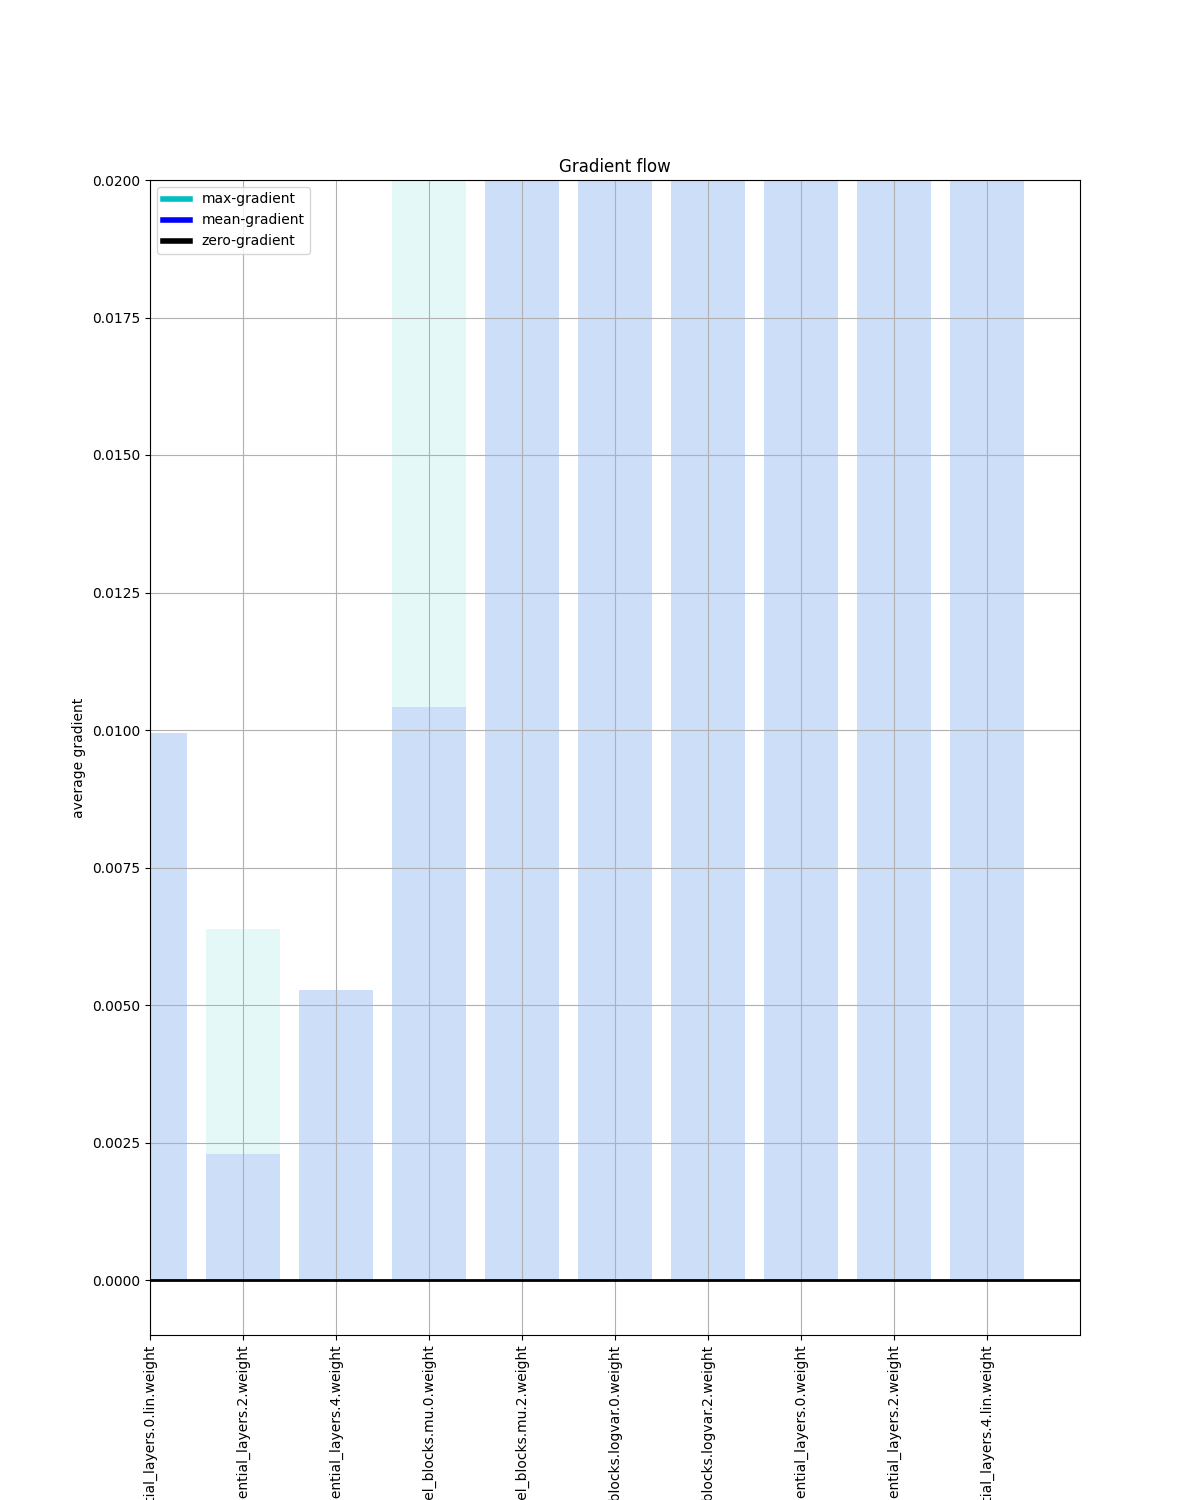 Gradient flow
max-gradient
mean-gradient
zero-gradient
0.0200
0.0175
0.0150
0.0125
0.0100
0.0075
0.0050
0.0025
0.0000
average gradient
tial_layers.0.lin.weight
ential_layers.2.weight
ential_layers.4.weight
el_blocks.mu.0.weight
el_blocks.mu.2.weight
blocks.logvar.0.weight
blocks.logvar.2.weight
ential_layers.0.weight
ential_layers.2.weight
tial_layers.4.lin.weight